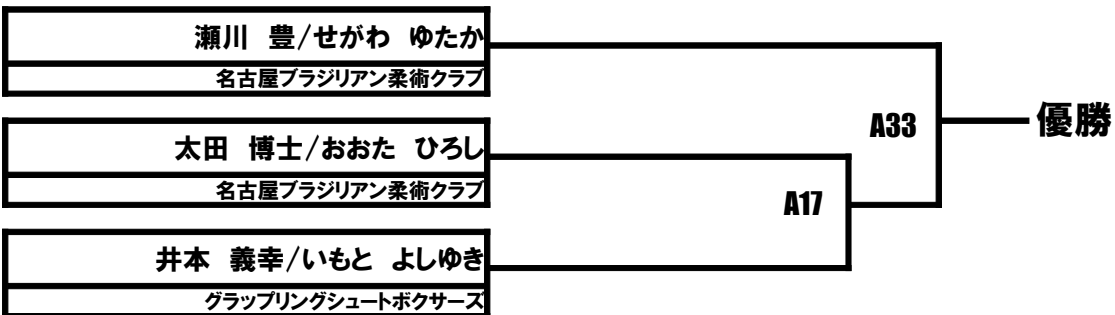 瀬川　豊/せがわ　ゆたか
名古屋ブラジリアン柔術クラブ
太田　博士/おおた　ひろし
名古屋ブラジリアン柔術クラブ
井本　義幸/いもと　よしゆき
グラップリングシュートボクサーズ
A17
A33
優勝